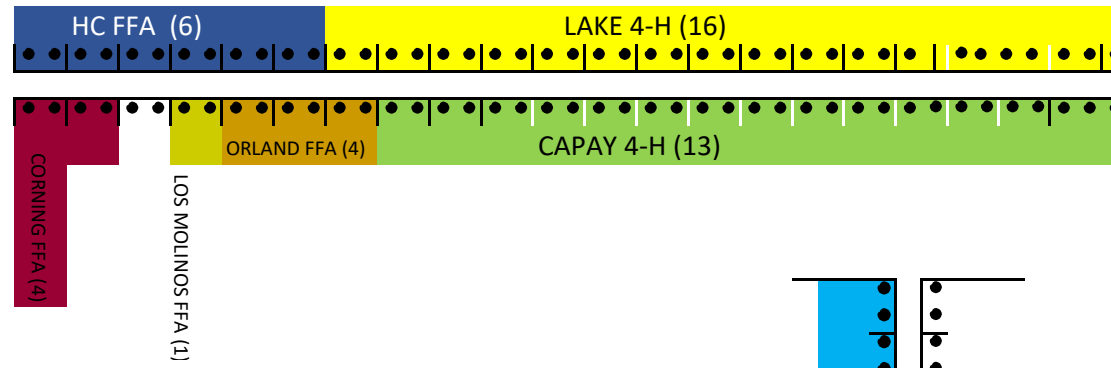 HC FFA (6)
LAKE 4-H (16)
ORLAND FFA (4)
CAPAY 4-H (13)
CORNING FFA (4)
LOS MOLINOS FFA (1)